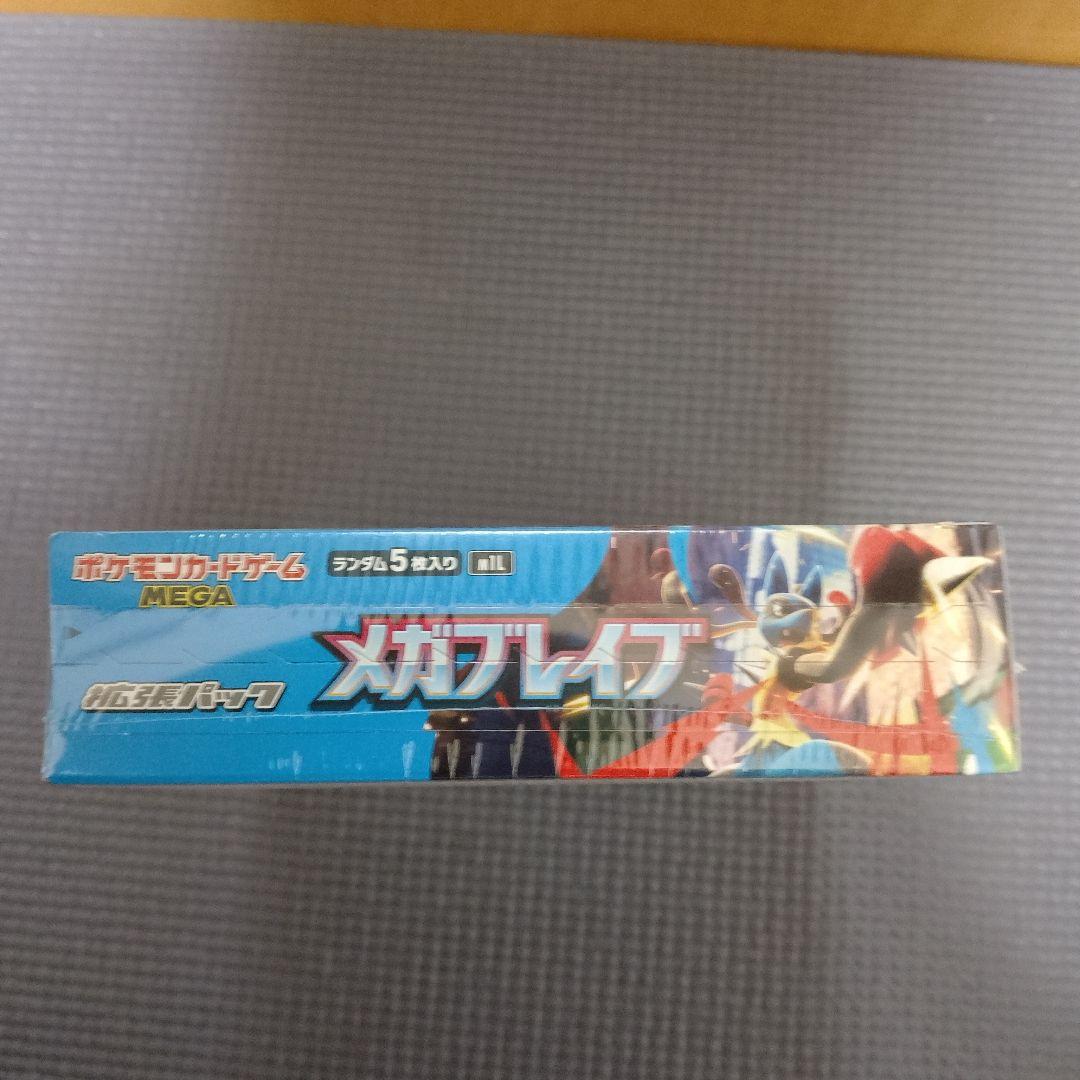 ポケモンカードゲーム
MEGA
ランダム5枚入り M1L
メガブレイブ
拡張パック